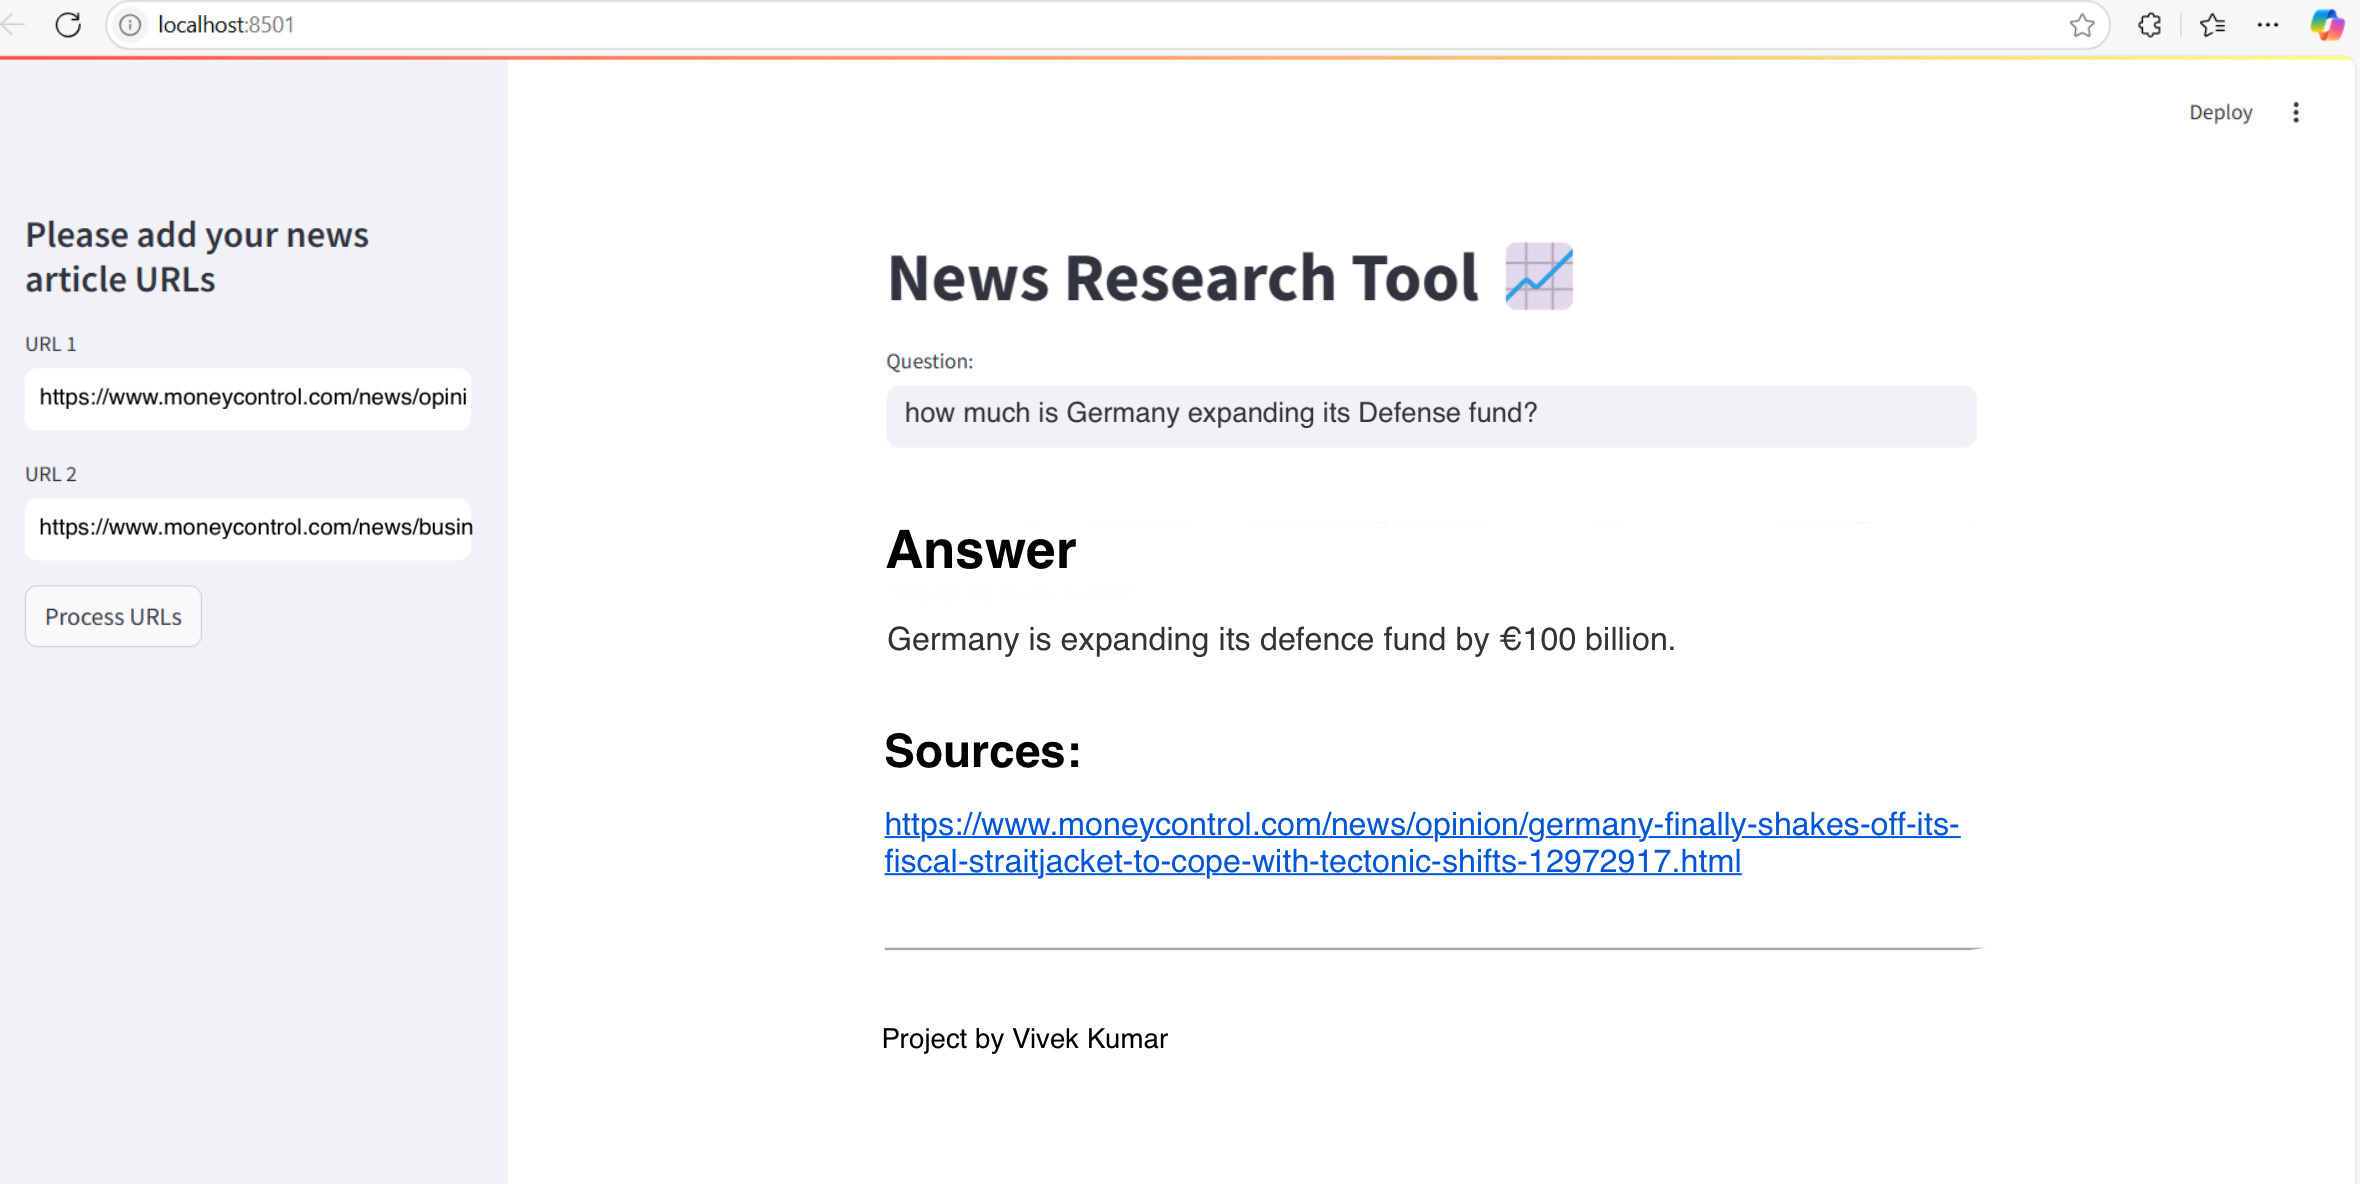 localhost:8501
Deploy
Please add your news
article URLs
URL 1
https://www.moneycontrol.com/news/opini
URL 2
https://www.moneycontrol.com/news/busin
Process URLs
News Research Tool
Question:
how much is Germany expanding its Defense fund?
Answer
Germany is expanding its defence fund by €100 billion.
Sources:
https://www.moneycontrol.com/news/opinion/germany-finally-shakes-off-its-
fiscal-straitjacket-to-cope-with-tectonic-shifts-12972917.html
Project by Vivek Kumar